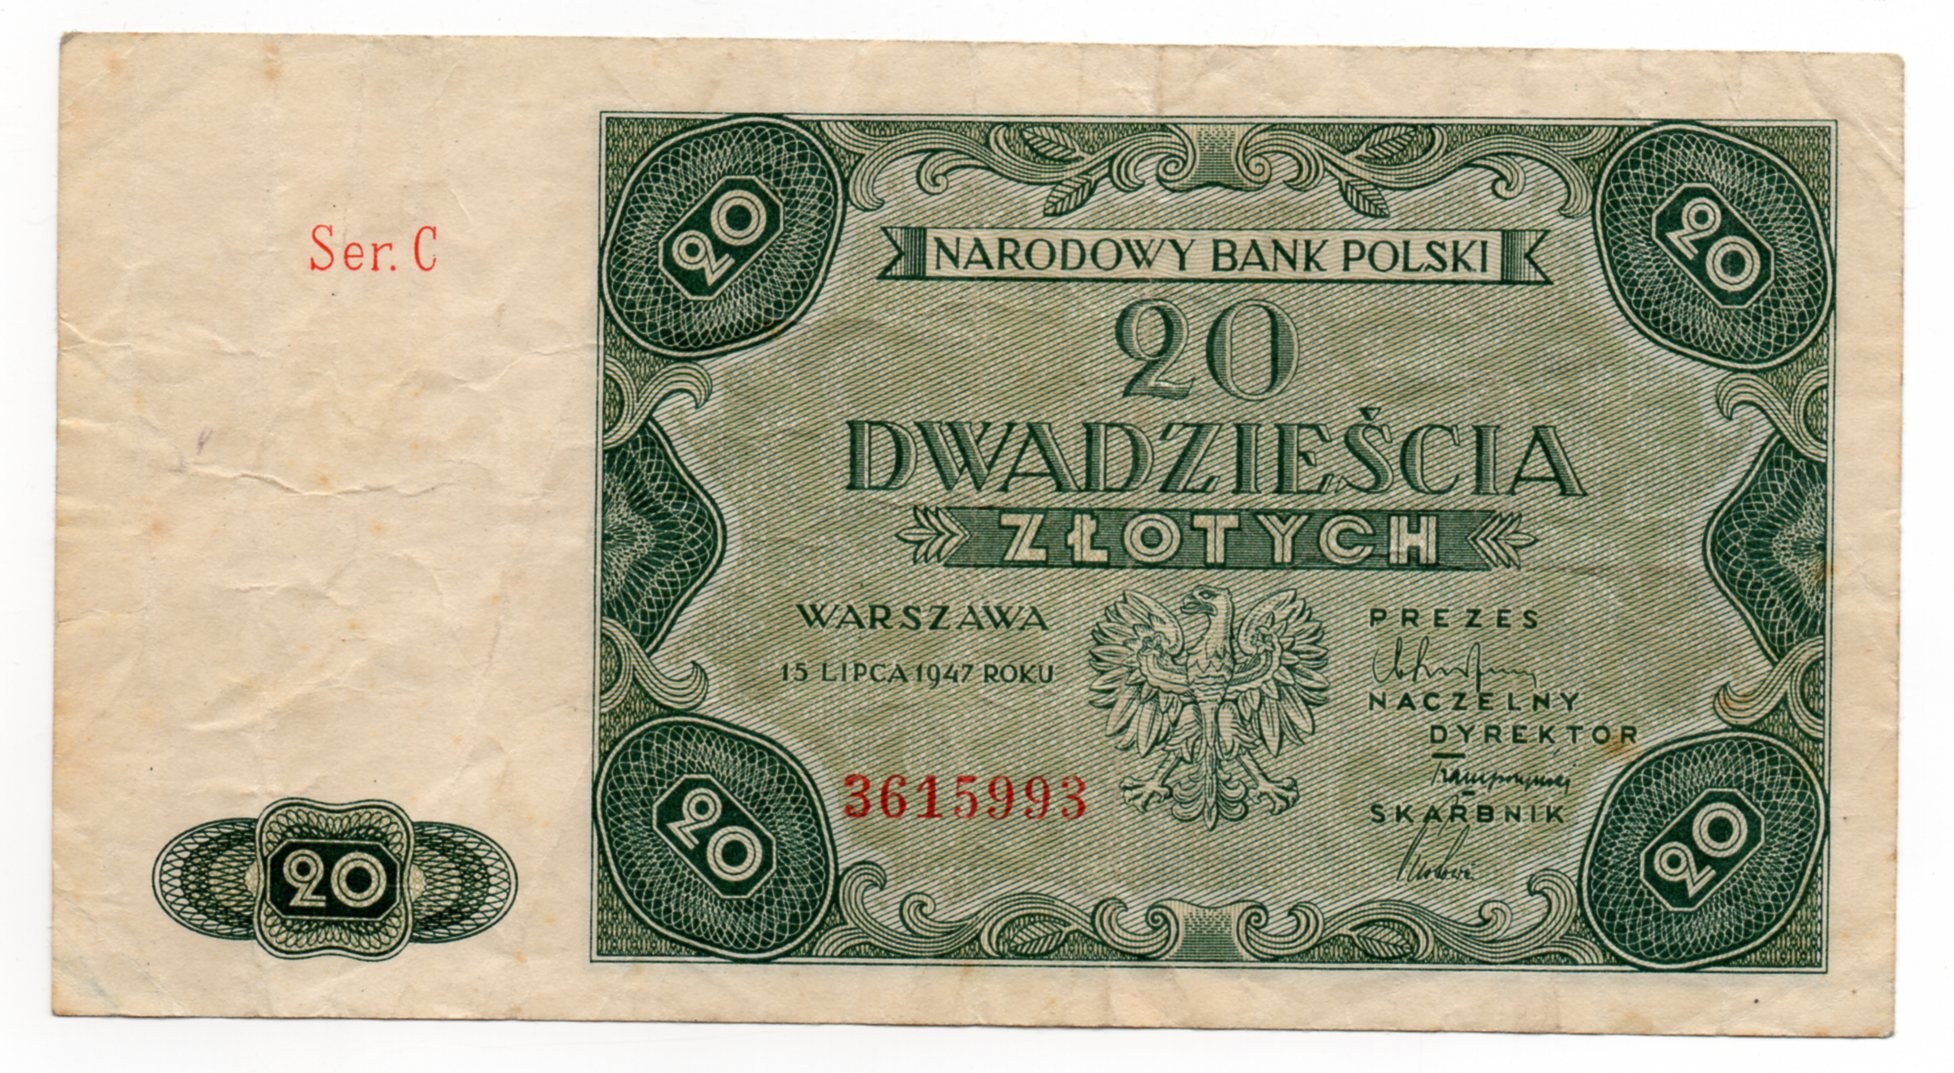 20
20
Ser. C
NARODOWY BANK POLSKI
20
DWADZIEŚCIA
ZŁOTYCH
WARSZAWA
15 LIPCA 1947 ROKU
PREZES
NACZELNY
DYREKTOR
SKARBNIK
3615993
20
20
20